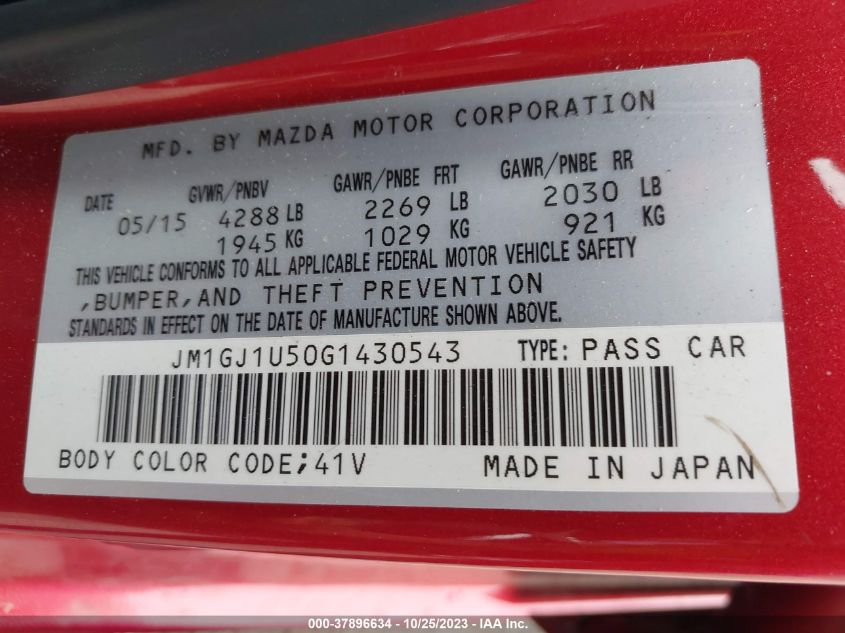 MFD. BY MAZDA MOTOR CORPORATION
DATE GVWR/PNBV GAWR/PNBE FRT GAWR/PNBE RR
05/15 4288 LB 2269 LB 2030 LB
1945 KG 1029 KG 921 KG
THIS VEHICLE CONFORMS TO ALL APPLICABLE FEDERAL MOTOR VEHICLE SAFETY
,BUMPER,AND THEFT PREVENTION
STANDARDS IN EFFECT ON THE DATE OF MANUFACTURE SHOWN ABOVE.
JM1GJ1U50G1430543 TYPE: PASS CAR
BODY COLOR CODE;41V MADE IN JAPAN
000-37896634 - 10/25/2023 - IAA Inc.